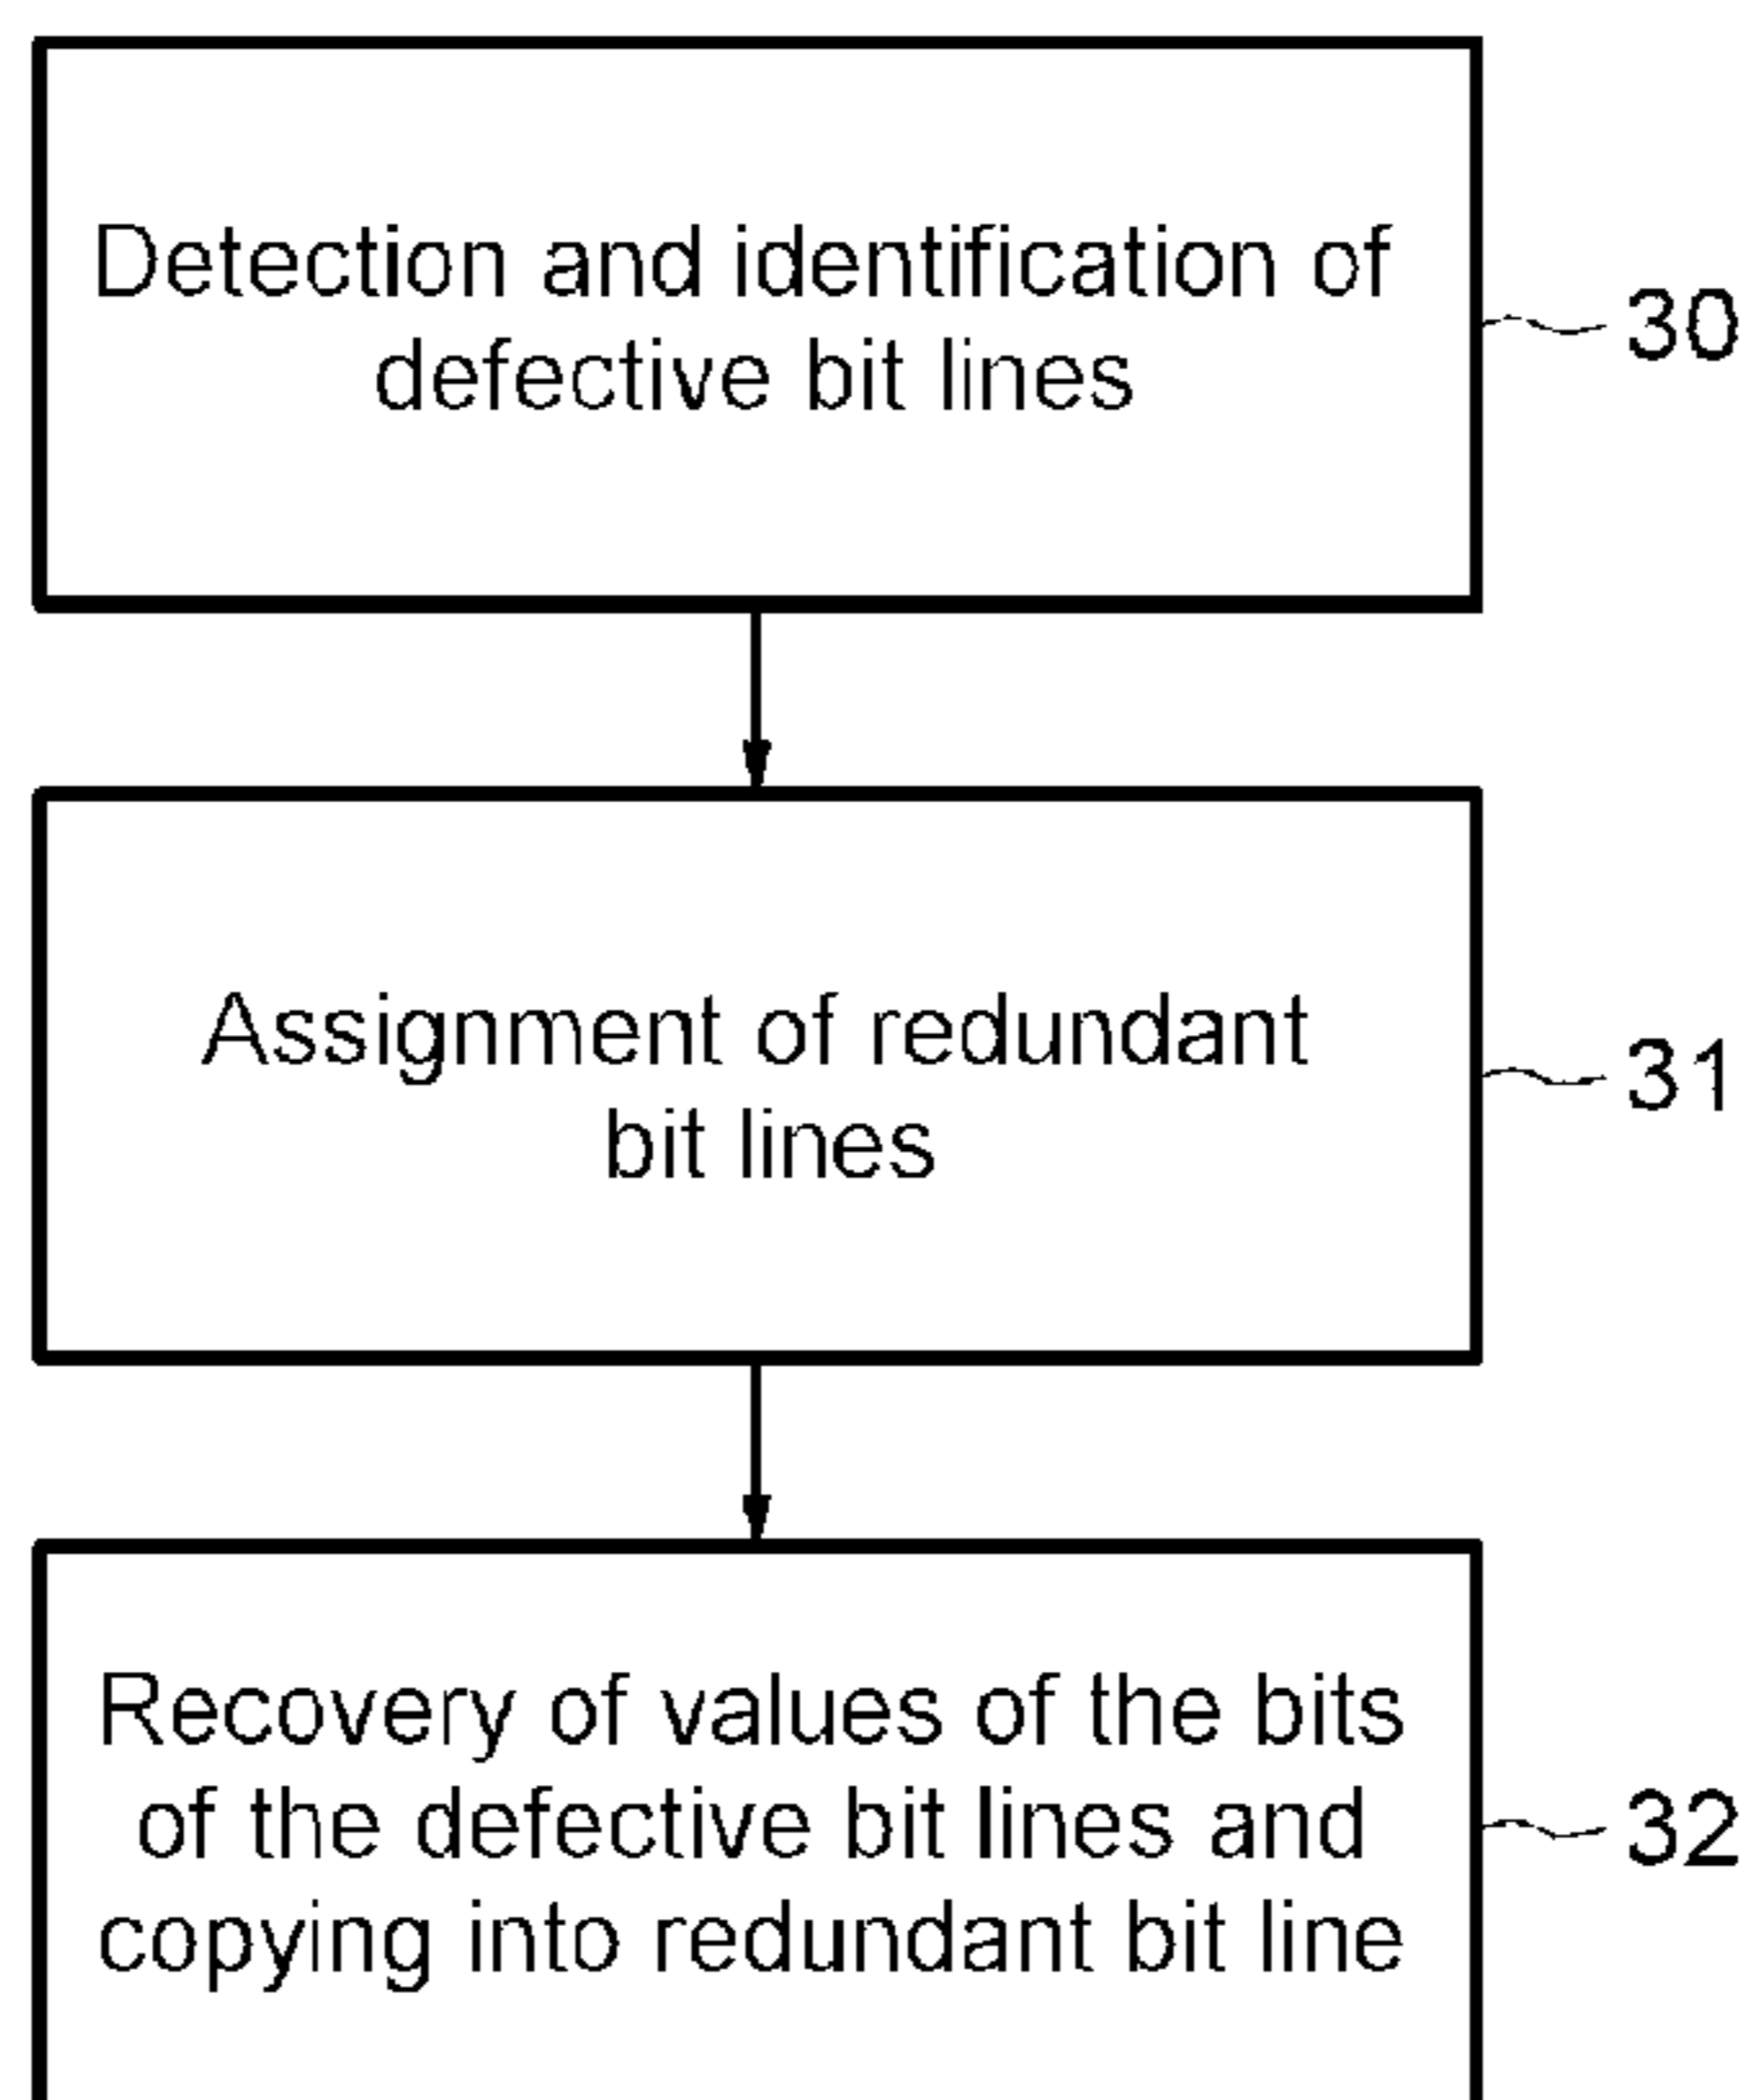 Detection and identification of
defective bit lines
30
Assignment of redundant
bit lines
31
Recovery of values of the bits
of the defective bit lines and
copying into redundant bit line
32